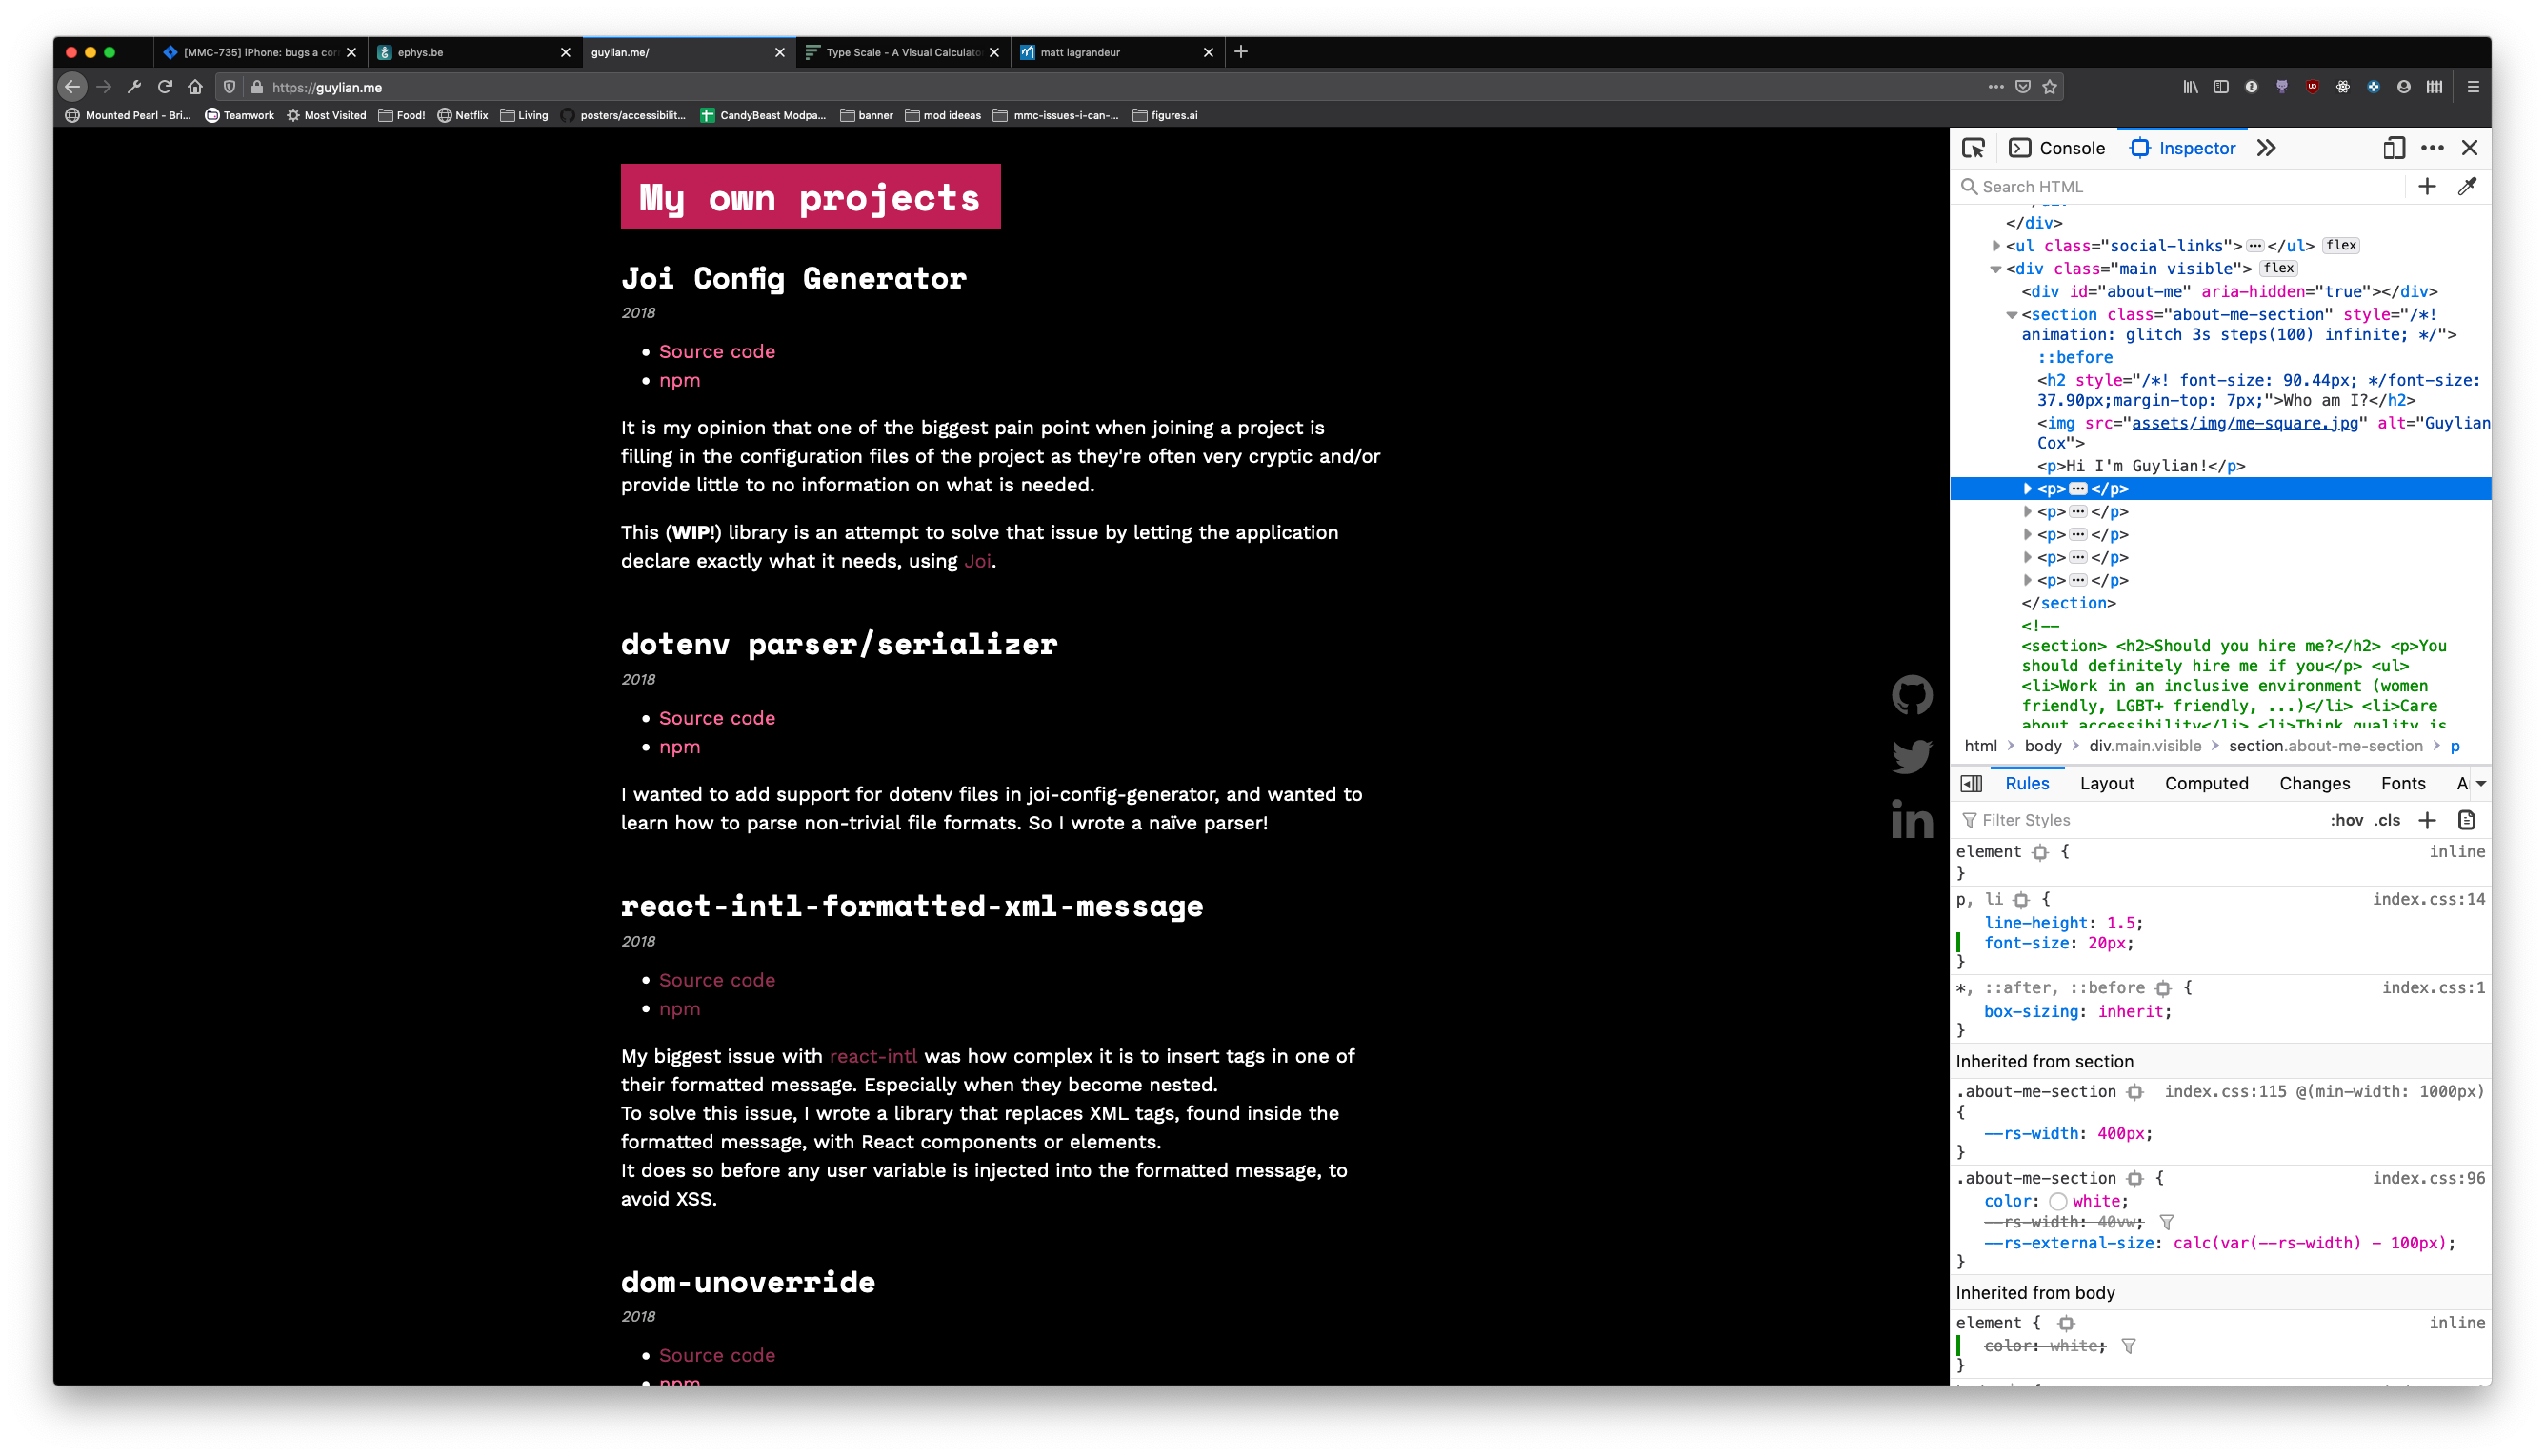 [MMC-735] iPhone: bugs a con
ephys.be
guylian.me/
Type Scale - A Visual Calculato
matt lagrandeur
https://guylian.me
Mounted Pearl - Bri...
Teamwork
Most Visited
Food!
Netflix
Living
posters/accessibilit...
CandyBeast Modpa...
banner
mod ideeas
mmc-issues-i-can-...
figures.ai
My own projects
Joi Config Generator
2018
Source code
npm
It is my opinion that one of the biggest pain point when joining a project is
filling in the configuration files of the project as they're often very cryptic and/or
provide little to no information on what is needed.
This (WIP!) library is an attempt to solve that issue by letting the application
declare exactly what it needs, using Joi.
dotenv parser/serializer
2018
Source code
npm
I wanted to add support for dotenv files in joi-config-generator, and wanted to
learn how to parse non-trivial file formats. So I wrote a naïve parser!
react-intl-formatted-xml-message
2018
Source code
npm
My biggest issue with react-intl was how complex it is to insert tags in one of
their formatted message. Especially when they become nested.
To solve this issue, I wrote a library that replaces XML tags, found inside the
formatted message, with React components or elements.
It does so before any user variable is injected into the formatted message, to
avoid XSS.
dom-unoverride
2018
Source code
npm
Console
Inspector
Search HTML
</div>
<ul class="social-links"></ul> flex
<div class="main visible"> flex
<div id="about-me" aria-hidden="true"></div>
<section class="about-me-section" style="/*!
animation: glitch 3s steps(100) infinite; */">
::before
<h2 style="/*! font-size: 90.44px; */font-size:
37.90px;margin-top: 7px;">Who am I?</h2>
<img src="assets/img/me-square.jpg" alt="Guylian
Cox">
<p>Hi I'm Guylian!</p>
<p></p>
<p></p>
<p></p>
<p></p>
<p></p>
</section>
<!--
<section> <h2>Should you hire me?</h2> <p>You
should definitely hire me if you</p> <ul>
<li>Work in an inclusive environment (women
friendly, LGBT+ friendly, ...)</li> <li>Care
about accessibility</li> <li>Think quality is
html > body > div.main.visible > section.about-me-section > p
Rules
Layout
Computed
Changes
Fonts
Filter Styles
:hov .cls
element {
inline
}
p, li {
index.css:14
line-height: 1.5;
font-size: 20px;
}
*, ::after, ::before {
index.css:1
box-sizing: inherit;
}
Inherited from section
.about-me-section
index.css:115 @(min-width: 1000px)
{
--rs-width: 400px;
}
.about-me-section {
index.css:96
color: white;
--rs-width: 40vw;
--rs-external-size: calc(var(--rs-width) - 100px);
}
Inherited from body
element {
inline
color: white;
}